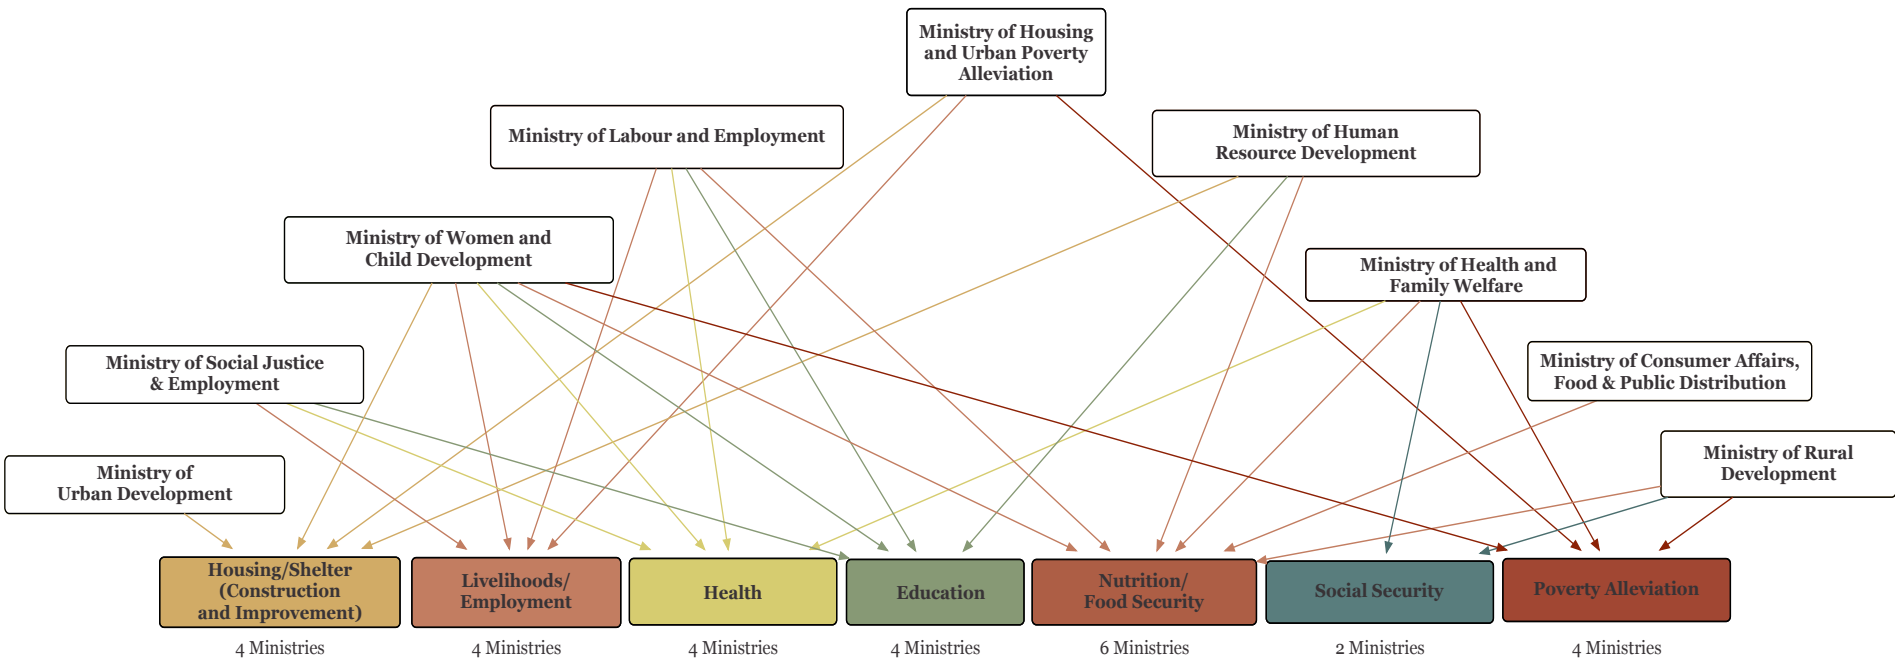 Ministry of Housing
and Urban Poverty
Alleviation
Ministry of Labour and Employment
Ministry of Human
Resource Development
Ministry of Women and
Child Development
Ministry of Health and
Family Welfare
Ministry of Social Justice
& Employment
Ministry of Consumer Affairs,
Food & Public Distribution
Ministry of
Urban Development
Ministry of Rural
Development
Housing/Shelter
(Construction
and Improvement)
Livelihoods/
Employment
Health
Education
Nutrition/
Food Security
Social Security
Poverty Alleviation
4 Ministries
4 Ministries
4 Ministries
4 Ministries
6 Ministries
2 Ministries
4 Ministries